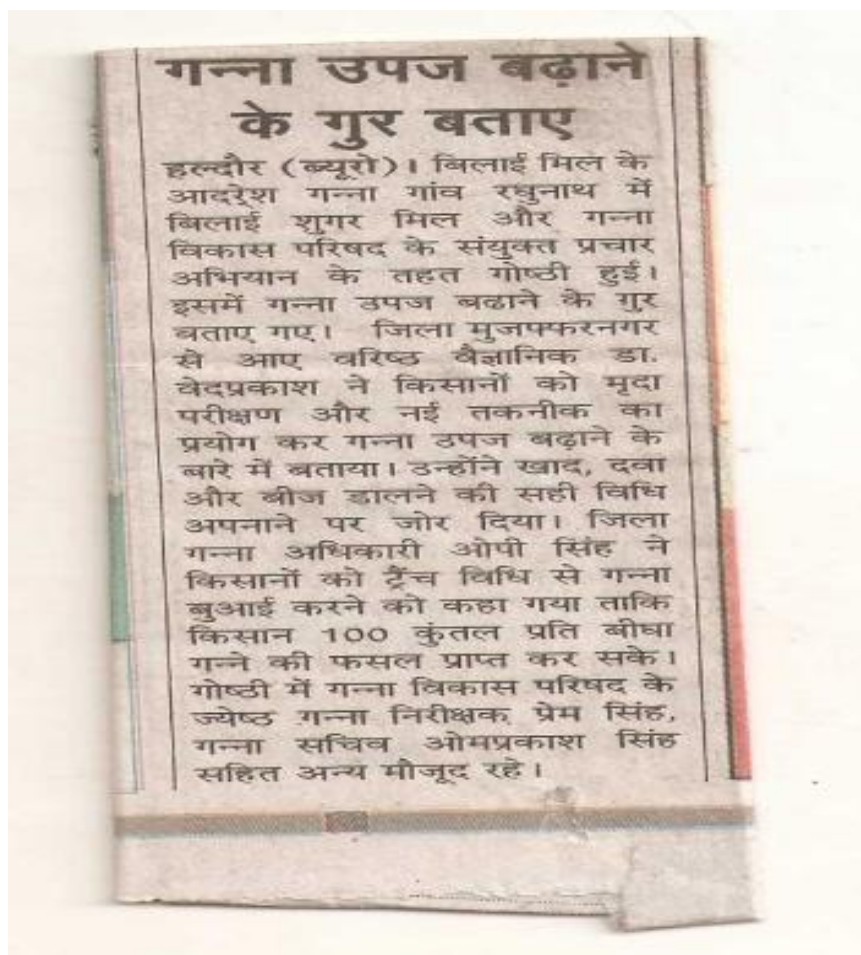 गन्ना उपज बढ़ाने
के गुर बताए
हल्दौर (ब्यूरो)। बिलाई मिल के
आदर्रेश गन्ना गांव रघुनाथ में
बिलाई शुगर मिल और गन्ना
विकास परिषद के संयुक्त प्रचार
अभियान के तहत गोष्ठी हुई।
इसमें गन्ना उपज बढाने के गुर
बताए गए। जिला मुजफ्फरनगर
से आए वरिष्ठ वैज्ञानिक डा.
वेदप्रकाश ने किसानों को मृदा
परीक्षण और नई तकनीक का
प्रयोग कर गन्ना उपज बढ़ाने के
बारे में बताया। उन्होंने खाद, दवा
और बीज डालने की सही विधि
अपनाने पर जोर दिया। जिला
गन्ना अधिकारी ओपी सिंह ने
किसानों को ट्रैंच विधि से गन्ना
बुआई करने को कहा गया ताकि
किसान 100 कुंतल प्रति बीघा
गन्ने की फसल प्राप्त कर सके।
गोष्ठी में गन्ना विकास परिषद के
ज्येष्ठ गन्ना निरीक्षक प्रेम सिंह,
गन्ना सचिव ओमप्रकाश सिंह
सहित अन्य मौजूद रहे।